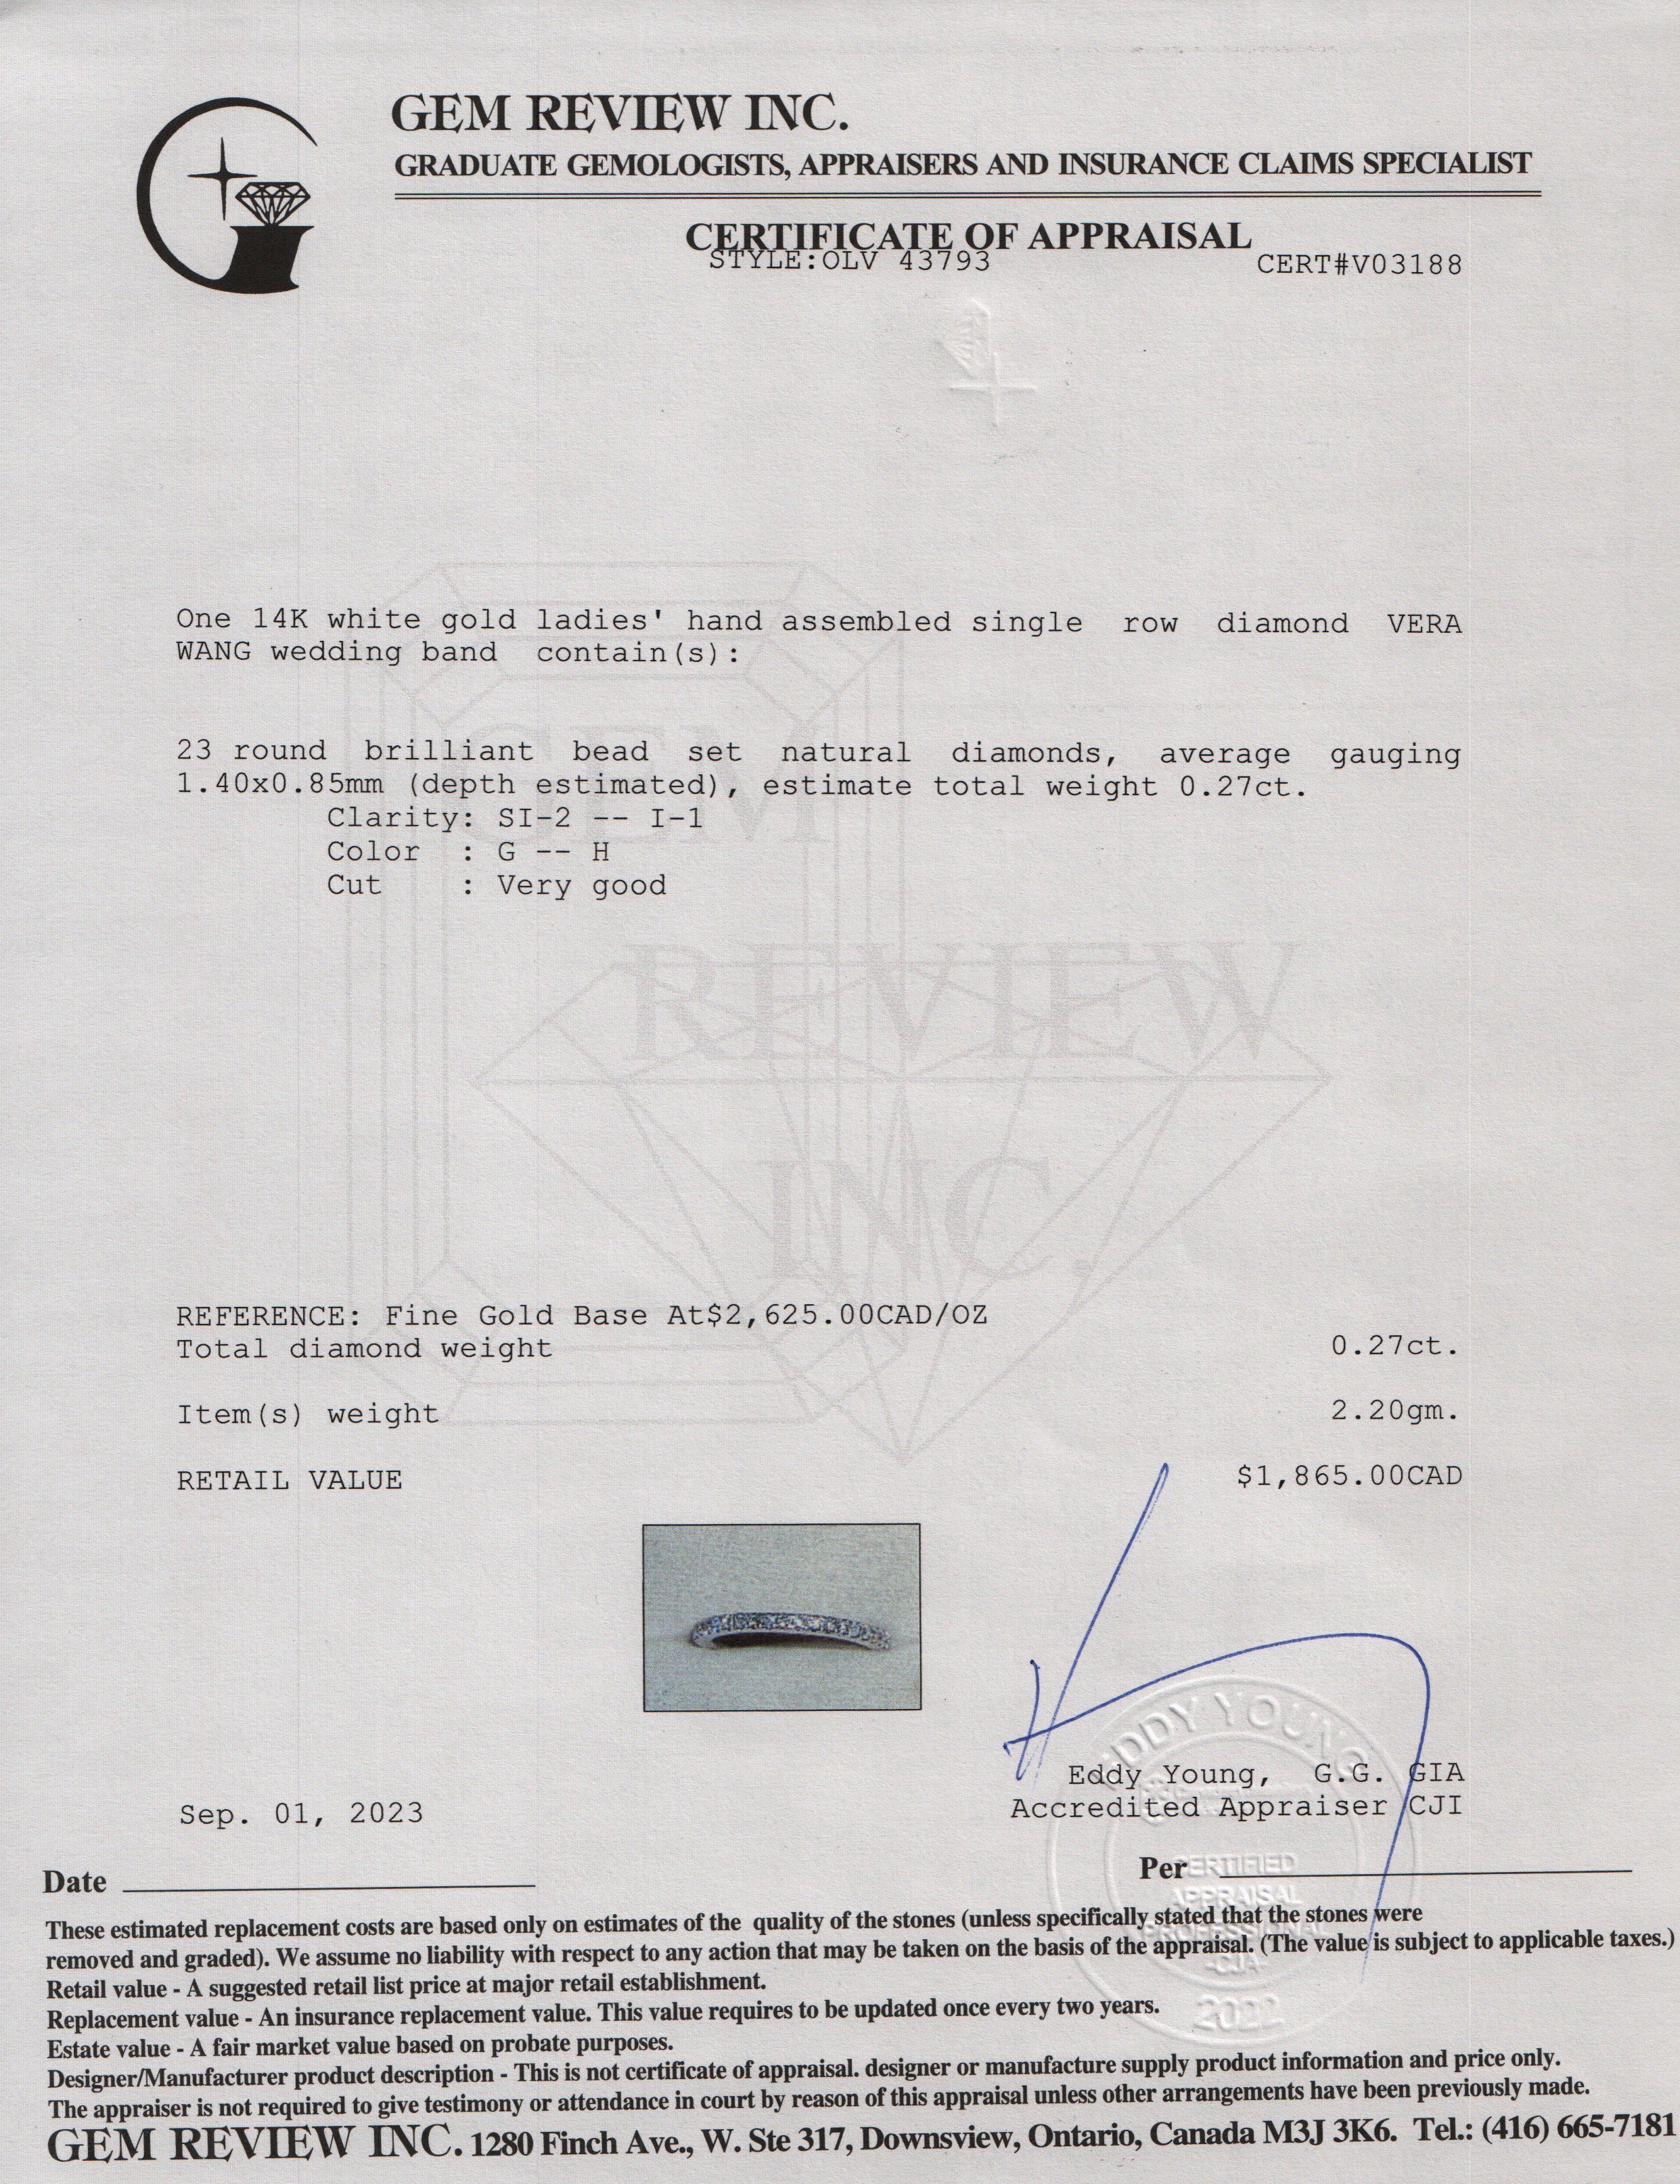 GEM REVIEW INC.
GRADUATE GEMOLOGISTS, APPRAISERS AND INSURANCE CLAIMS SPECIALIST
CERTIFICATE OF APPRAISAL
STYLE:OLV 43793
CERT#V03188
One 14K white gold ladies' hand assembled single row diamond VERA
WANG wedding band contain(s):
23 round brilliant bead set natural diamonds, average gauging
1.40x0.85mm (depth estimated), estimate total weight 0.27ct.
Clarity: SI-2 -- I-1
Color : G -- H
Cut : Very good
GEM
REVIEW
INC.
REFERENCE: Fine Gold Base At$2,625.00CAD/OZ
Total diamond weight 0.27ct.
Item(s) weight 2.20gm.
RETAIL VALUE $1,865.00CAD
EDDY YOUNG
Eddy Young, G.G. GIA
Accredited Appraiser CJI
Sep. 01, 2023
Date
Per
CERTIFIED
APPRAISAL
PROFESSIONAL
-CJA-
2022
These estimated replacement costs are based only on estimates of the quality of the stones (unless specifically stated that the stones were
removed and graded). We assume no liability with respect to any action that may be taken on the basis of the appraisal. (The value is subject to applicable taxes.)
Retail value - A suggested retail list price at major retail establishment.
Replacement value - An insurance replacement value. This value requires to be updated once every two years.
Estate value - A fair market value based on probate purposes.
Designer/Manufacturer product description - This is not certificate of appraisal. designer or manufacture supply product information and price only.
The appraiser is not required to give testimony or attendance in court by reason of this appraisal unless other arrangements have been previously made.
GEM REVIEW INC. 1280 Finch Ave., W. Ste 317, Downsview, Ontario, Canada M3J 3K6. Tel.: (416) 665-7181